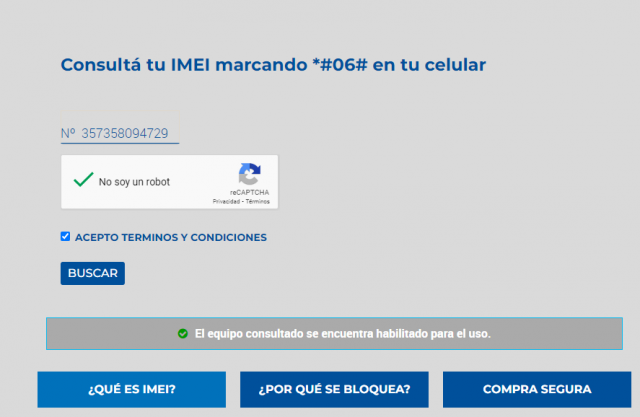 Consultá tu IMEI marcando *#06# en tu celular
Nº 357358094729
No soy un robot
reCAPTCHA
Privacidad - Términos
ACEPTO TERMINOS Y CONDICIONES
BUSCAR
El equipo consultado se encuentra habilitado para el uso.
¿QUÉ ES IMEI?
¿POR QUÉ SE BLOQUEA?
COMPRA SEGURA